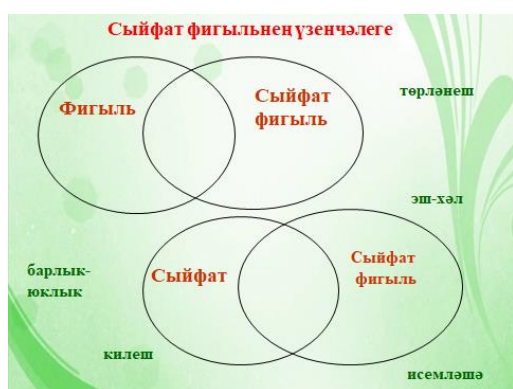 Сыйфат фигыльнең үзенчәлеге
Фигыль
Сыйфат
фигыль
төрләнеш
эш-хәл
барлык-
юклык
Сыйфат
Сыйфат
фигыль
килеш
исемләшә